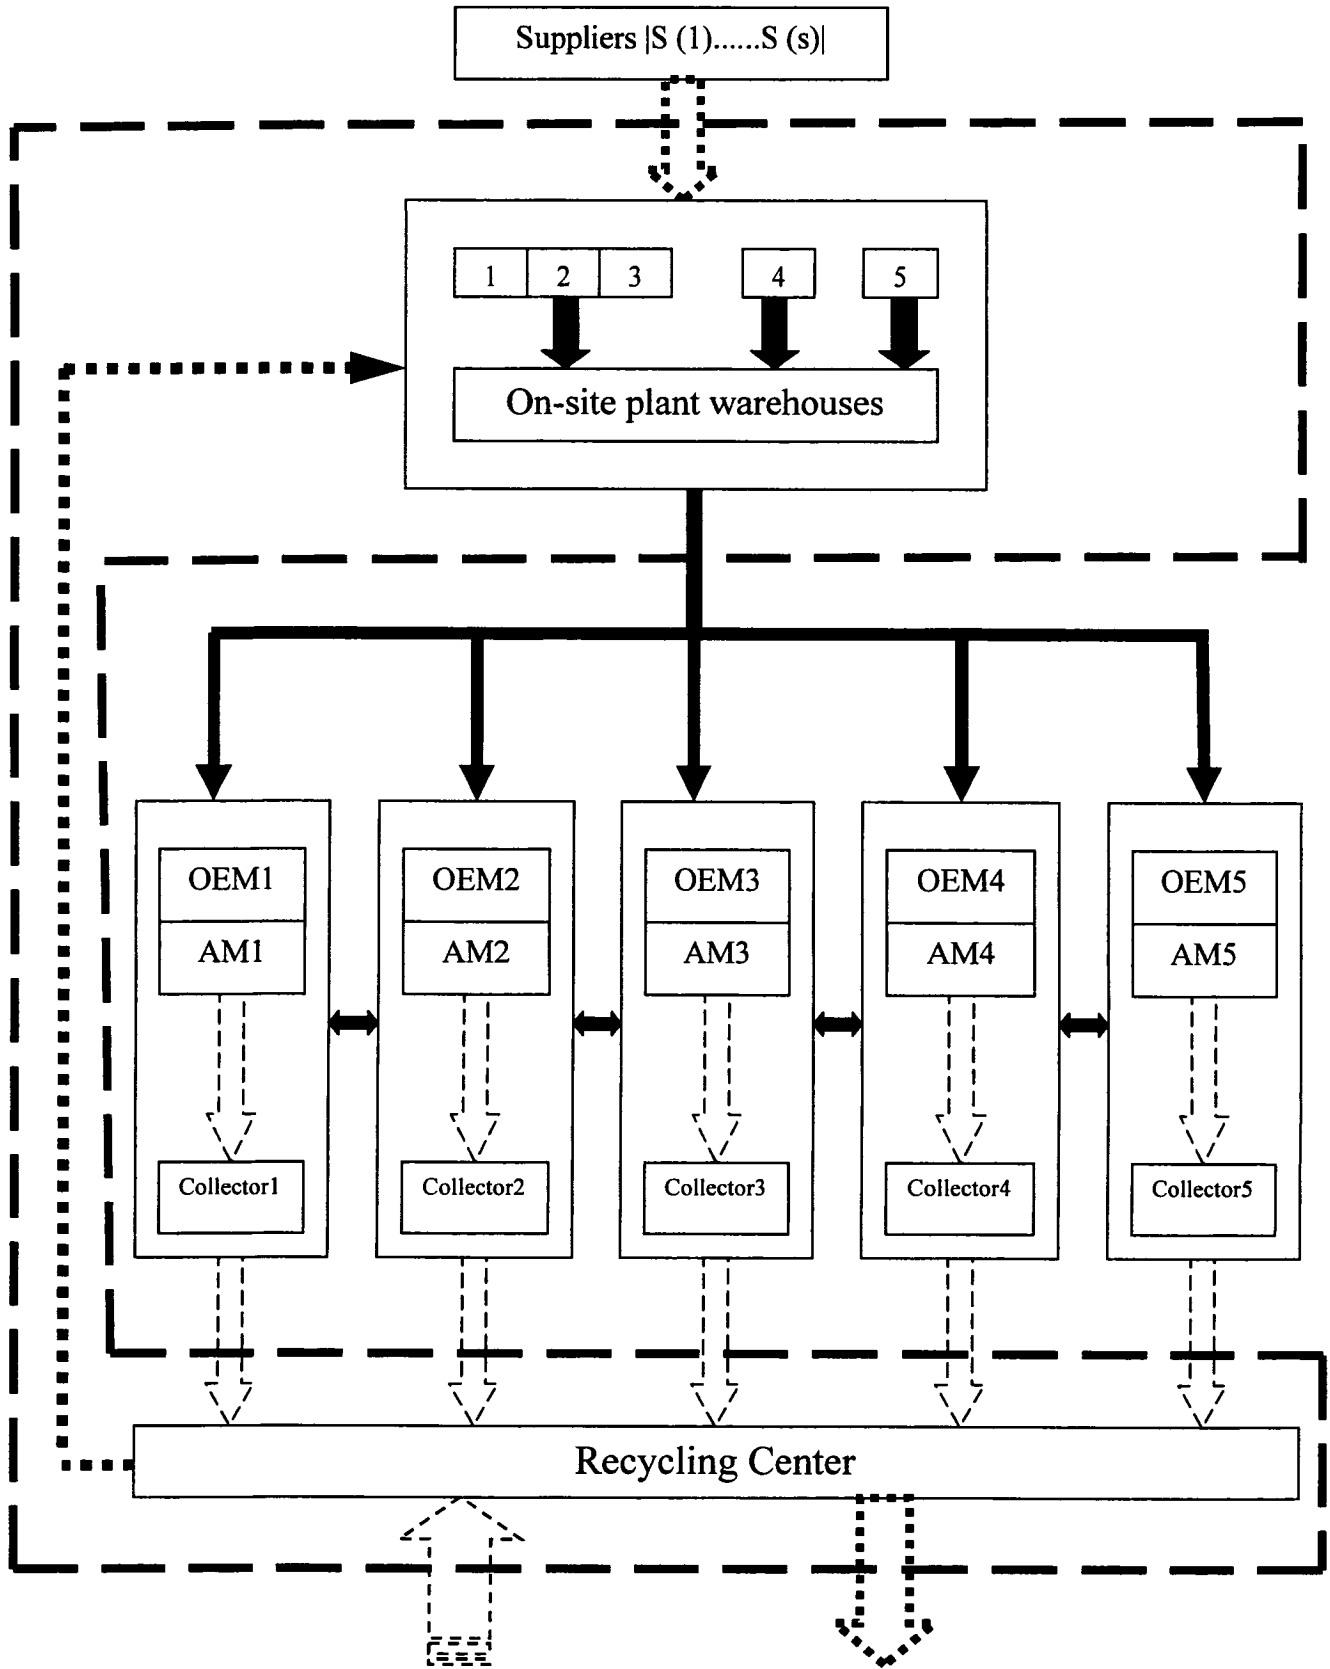 Suppliers |S (1)......S (s)|
1 2 3 4 5
On-site plant warehouses
OEM1 OEM2 OEM3 OEM4 OEM5
AM1 AM2 AM3 AM4 AM5
Collector1 Collector2 Collector3 Collector4 Collector5
Recycling Center